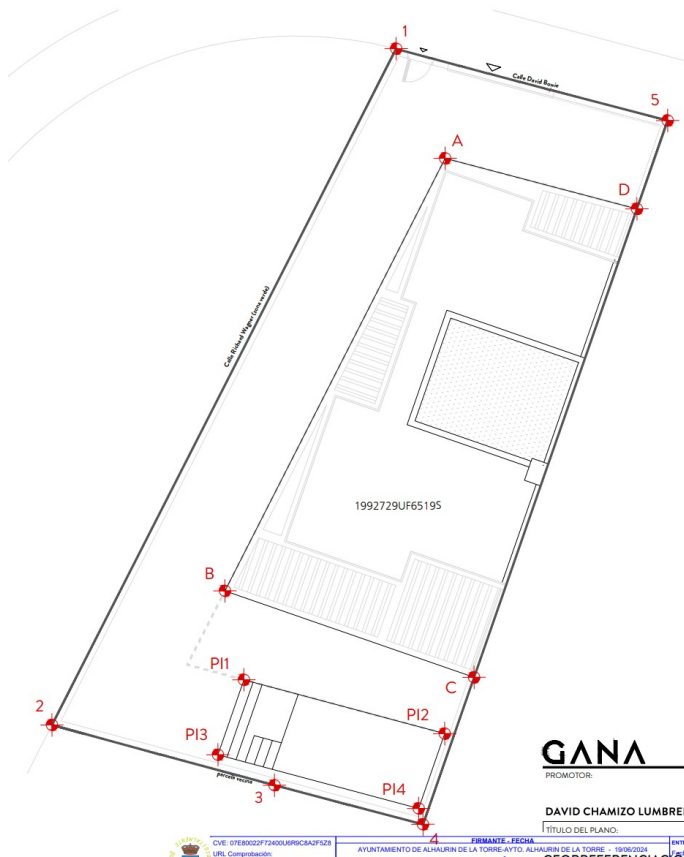 1
Calle David Bowie
5
A
D
Calle Richard Wagner (zona verde)
1992729UF6519S
B
C
PI1
PI2
2
PI3
parcela vecina
3
PI4
4
GANA
PROMOTOR:
DAVID CHAMIZO LUMBRE
TÍTULO DEL PLANO:
CVE: 07E80022F72400U6R9C8A2F5Z8
URL Comprobación:
FIRMANTE - FECHA
AYUNTAMIENTO DE ALHAURIN DE LA TORRE-AYTO. ALHAURIN DE LA TORRE - 19/06/2024